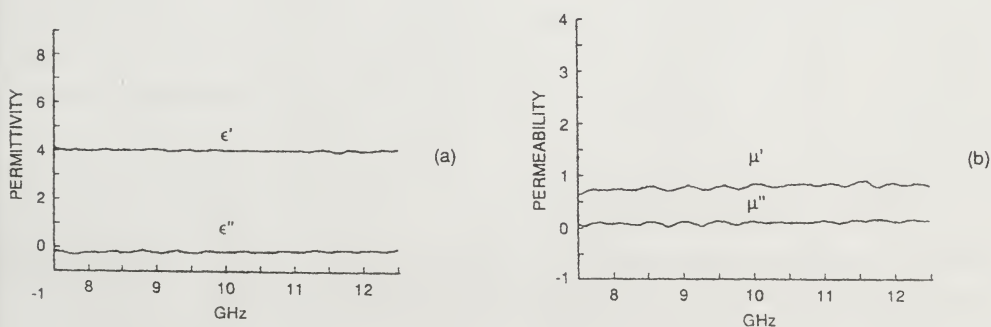 PERMITTIVITY
8
6
4
2
0
-1
ϵ'
ϵ"
8 9 10 11 12
GHz
(a)
PERMEABILITY
4
3
2
1
0
-1
μ'
μ"
8 9 10 11 12
GHz
(b)